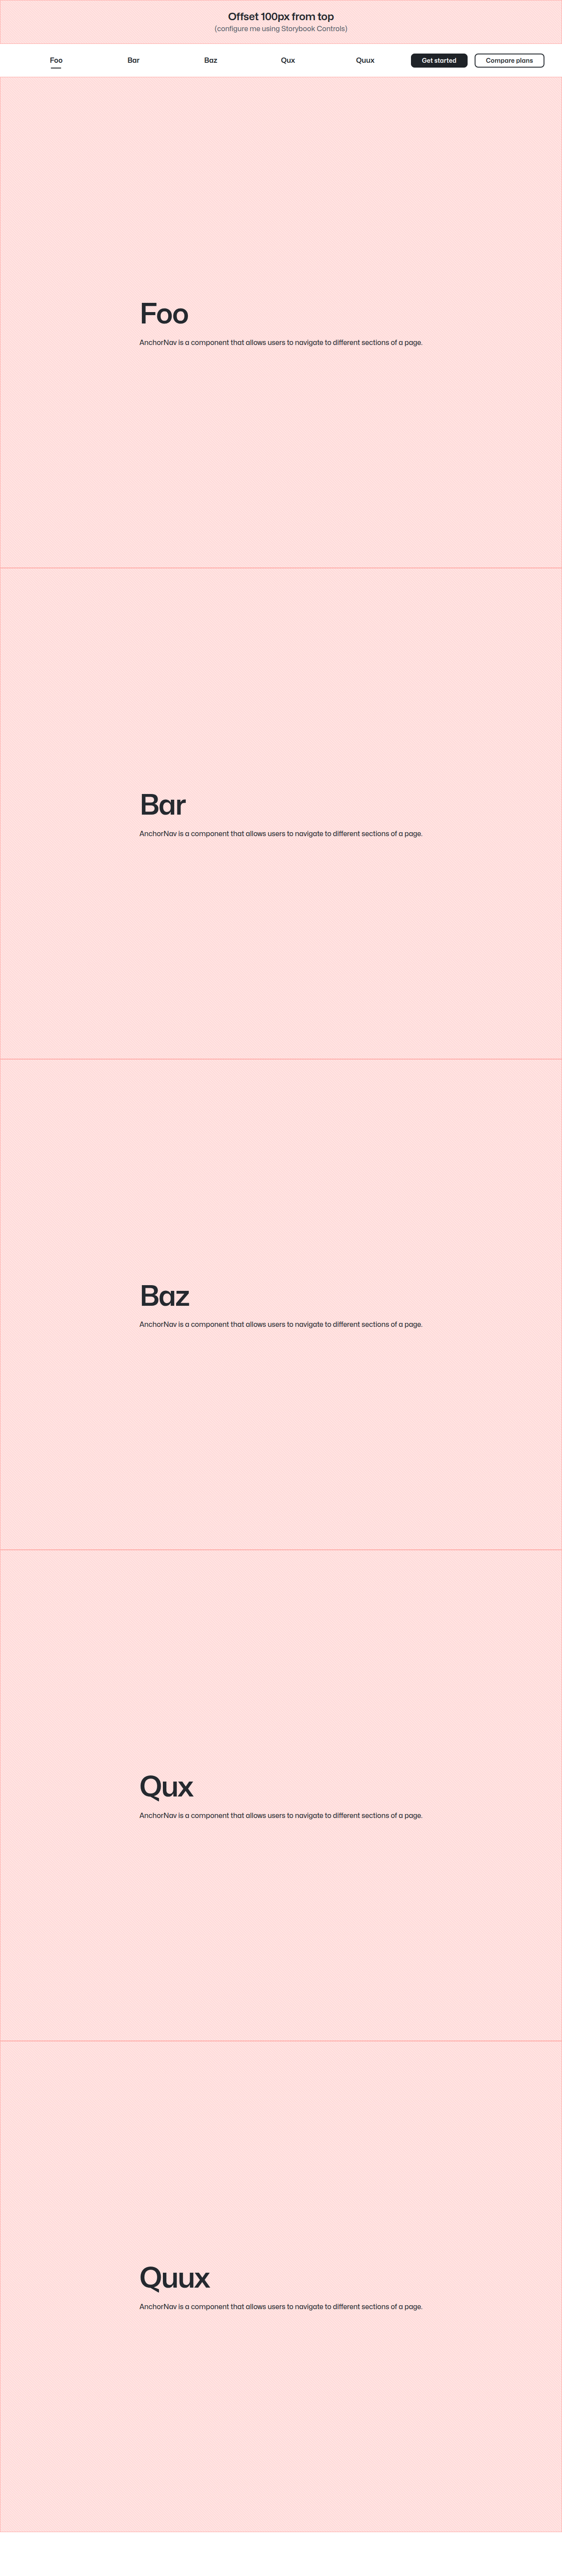 Offset 100px from top
(configure me using Storybook Controls)
Foo Bar Baz Qux Quux Get started Compare plans
Foo
AnchorNav is a component that allows users to navigate to different sections of a page.
Bar
AnchorNav is a component that allows users to navigate to different sections of a page.
Baz
AnchorNav is a component that allows users to navigate to different sections of a page.
Qux
AnchorNav is a component that allows users to navigate to different sections of a page.
Quux
AnchorNav is a component that allows users to navigate to different sections of a page.